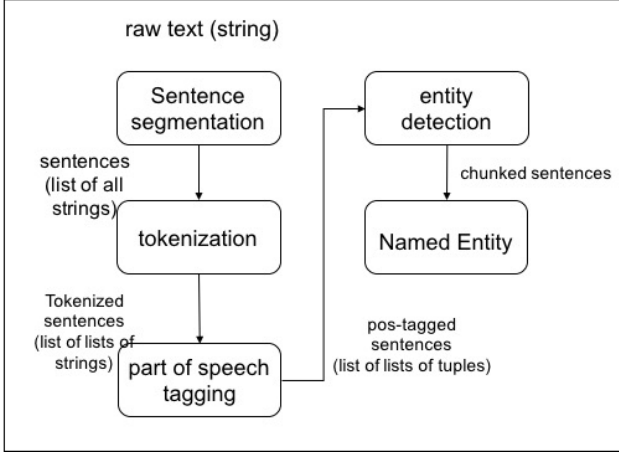 raw text (string)
Sentence
segmentation
sentences
(list of all
strings)
tokenization
Tokenized
sentences
(list of lists of
strings)
part of speech
tagging
pos-tagged
sentences
(list of lists of tuples)
entity
detection
chunked sentences
Named Entity